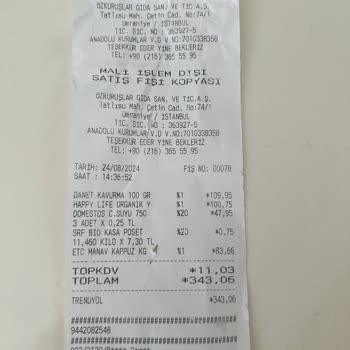 ÖZKURUŞLAR GIDA SAN. VE TİC.A.Ş.
Tatlısu Mah. Çetin Cad. No:74/1
Ümraniye / İSTANBUL
TİC. SİC. NO : 363927-5
ANADOLU KURUMLAR V.D V.NO:7010338358
TEŞEKKÜR EDER YİNE BEKLERİZ
TEL: +90 (216) 365 55 95
MALİ İŞLEM DIŞI
SATIŞ FİŞİ KOPYASI
ÖZKURUŞLAR GIDA SAN. VE TİC.A.Ş.
Tatlısu Mah. Çetin Cad. No:74/1
Ümraniye / İSTANBUL
TİC. SİC. NO : 363927-5
ANADOLU KURUMLAR V.D V.NO:7010338358
TEŞEKKÜR EDER YİNE BEKLERİZ
TEL: +90 (216) 365 55 95
TARİH: 24/08/2024 FİŞ NO: 00078
SAAT : 14:36:52
DANET KAVURMA 100 GR %1 *109,95
HAPPY LIFE ORGANIK Y %1 *100,75
DOMESTOS Ç.SUYU 750 %20 *47,95
3 ADET X 0,25 TL
SRF BIO KASA POSET %20 *0,75
11,460 KILO X 7,30 TL
ETC MANAV KARPUZ KG %1 *83,66
TOPKDV *11,03
TOPLAM *343,06
TRENDYOL *343,06
################################
9442082548
################################